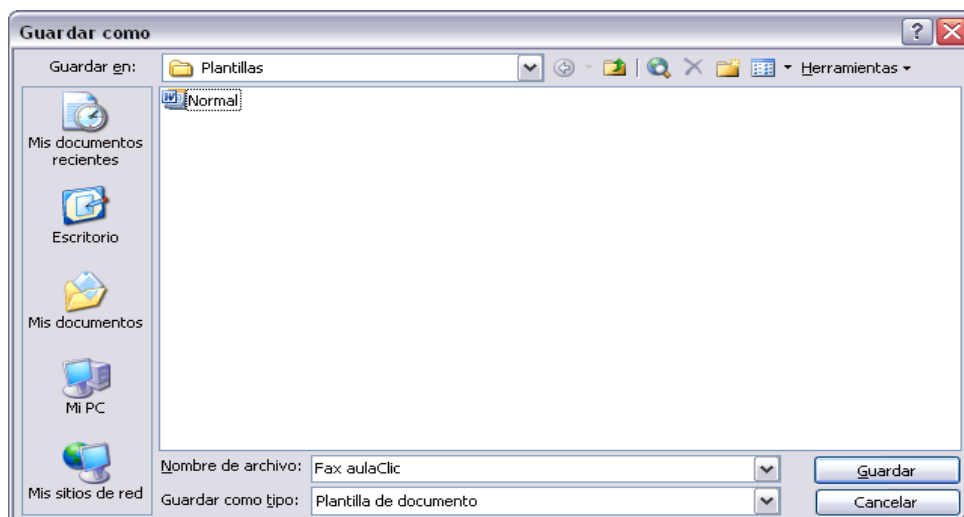 Guardar como
Guardar en: Plantillas Herramientas
Normal
Mis documentos
recientes
Escritorio
Mis documentos
Mi PC
Mis sitios de red
Nombre de archivo: Fax aulaClic Guardar
Guardar como tipo: Plantilla de documento Cancelar